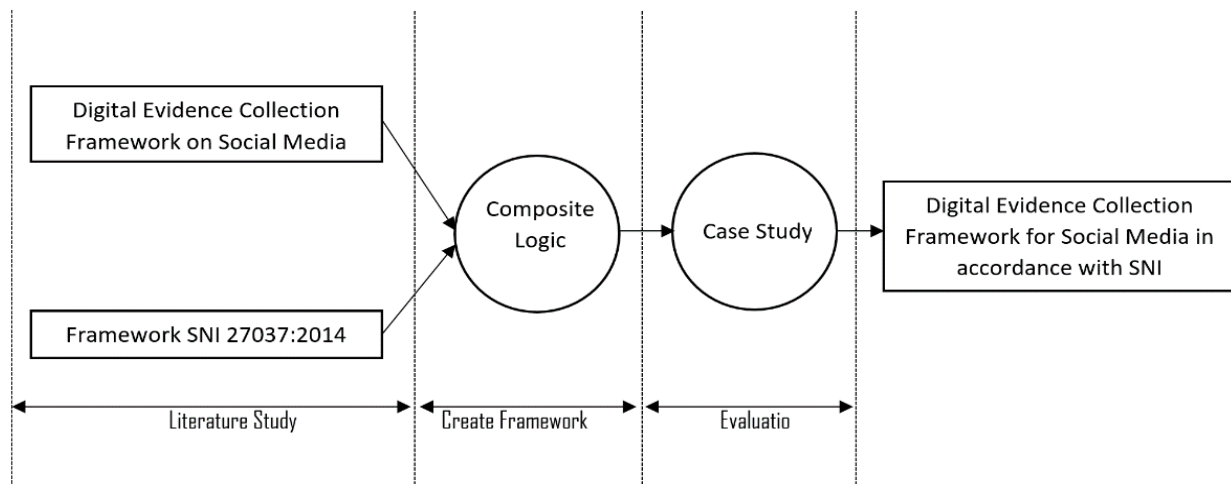 Digital Evidence Collection
Framework on Social Media
Framework SNI 27037:2014
Composite
Logic
Case Study
Digital Evidence Collection
Framework for Social Media in
accordance with SNI
Literature Study
Create Framework
Evaluatio